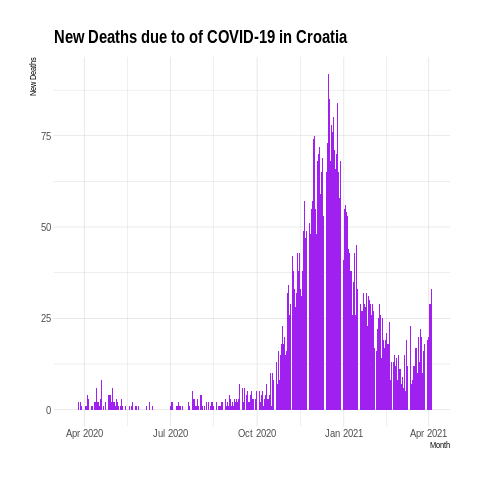 New Deaths due to of COVID-19 in Croatia
New Deaths
75
50
25
0
Apr 2020 Jul 2020 Oct 2020 Jan 2021 Apr 2021
Month